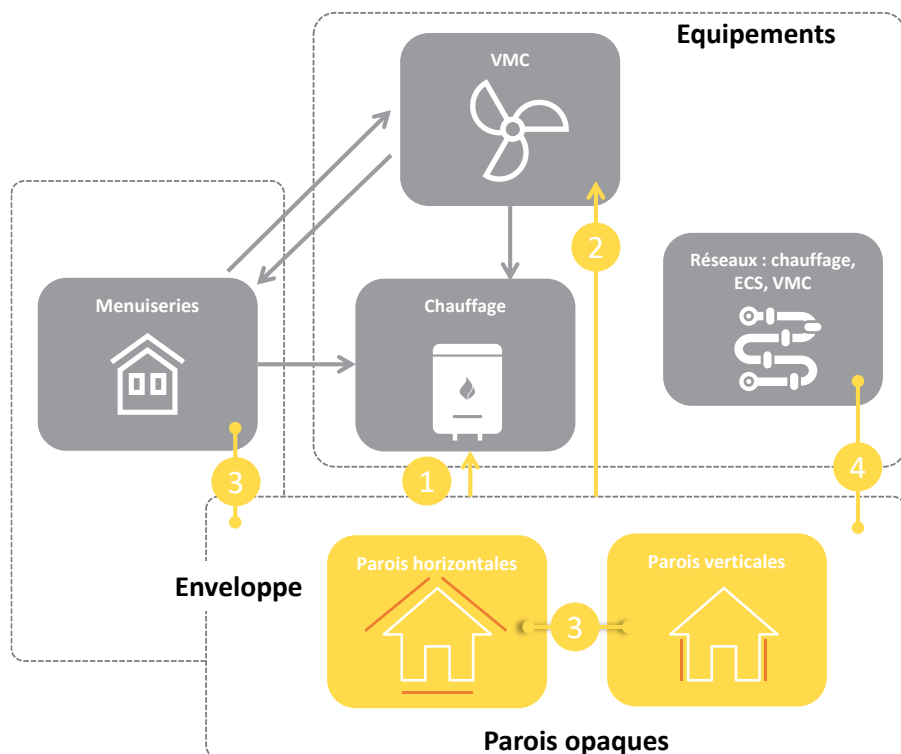 Equipements
VMC
2
Réseaux : chauffage,
ECS, VMC
Menuiseries
Chauffage
3
1
4
Enveloppe
Parois horizontales
Parois verticales
3
Parois opaques